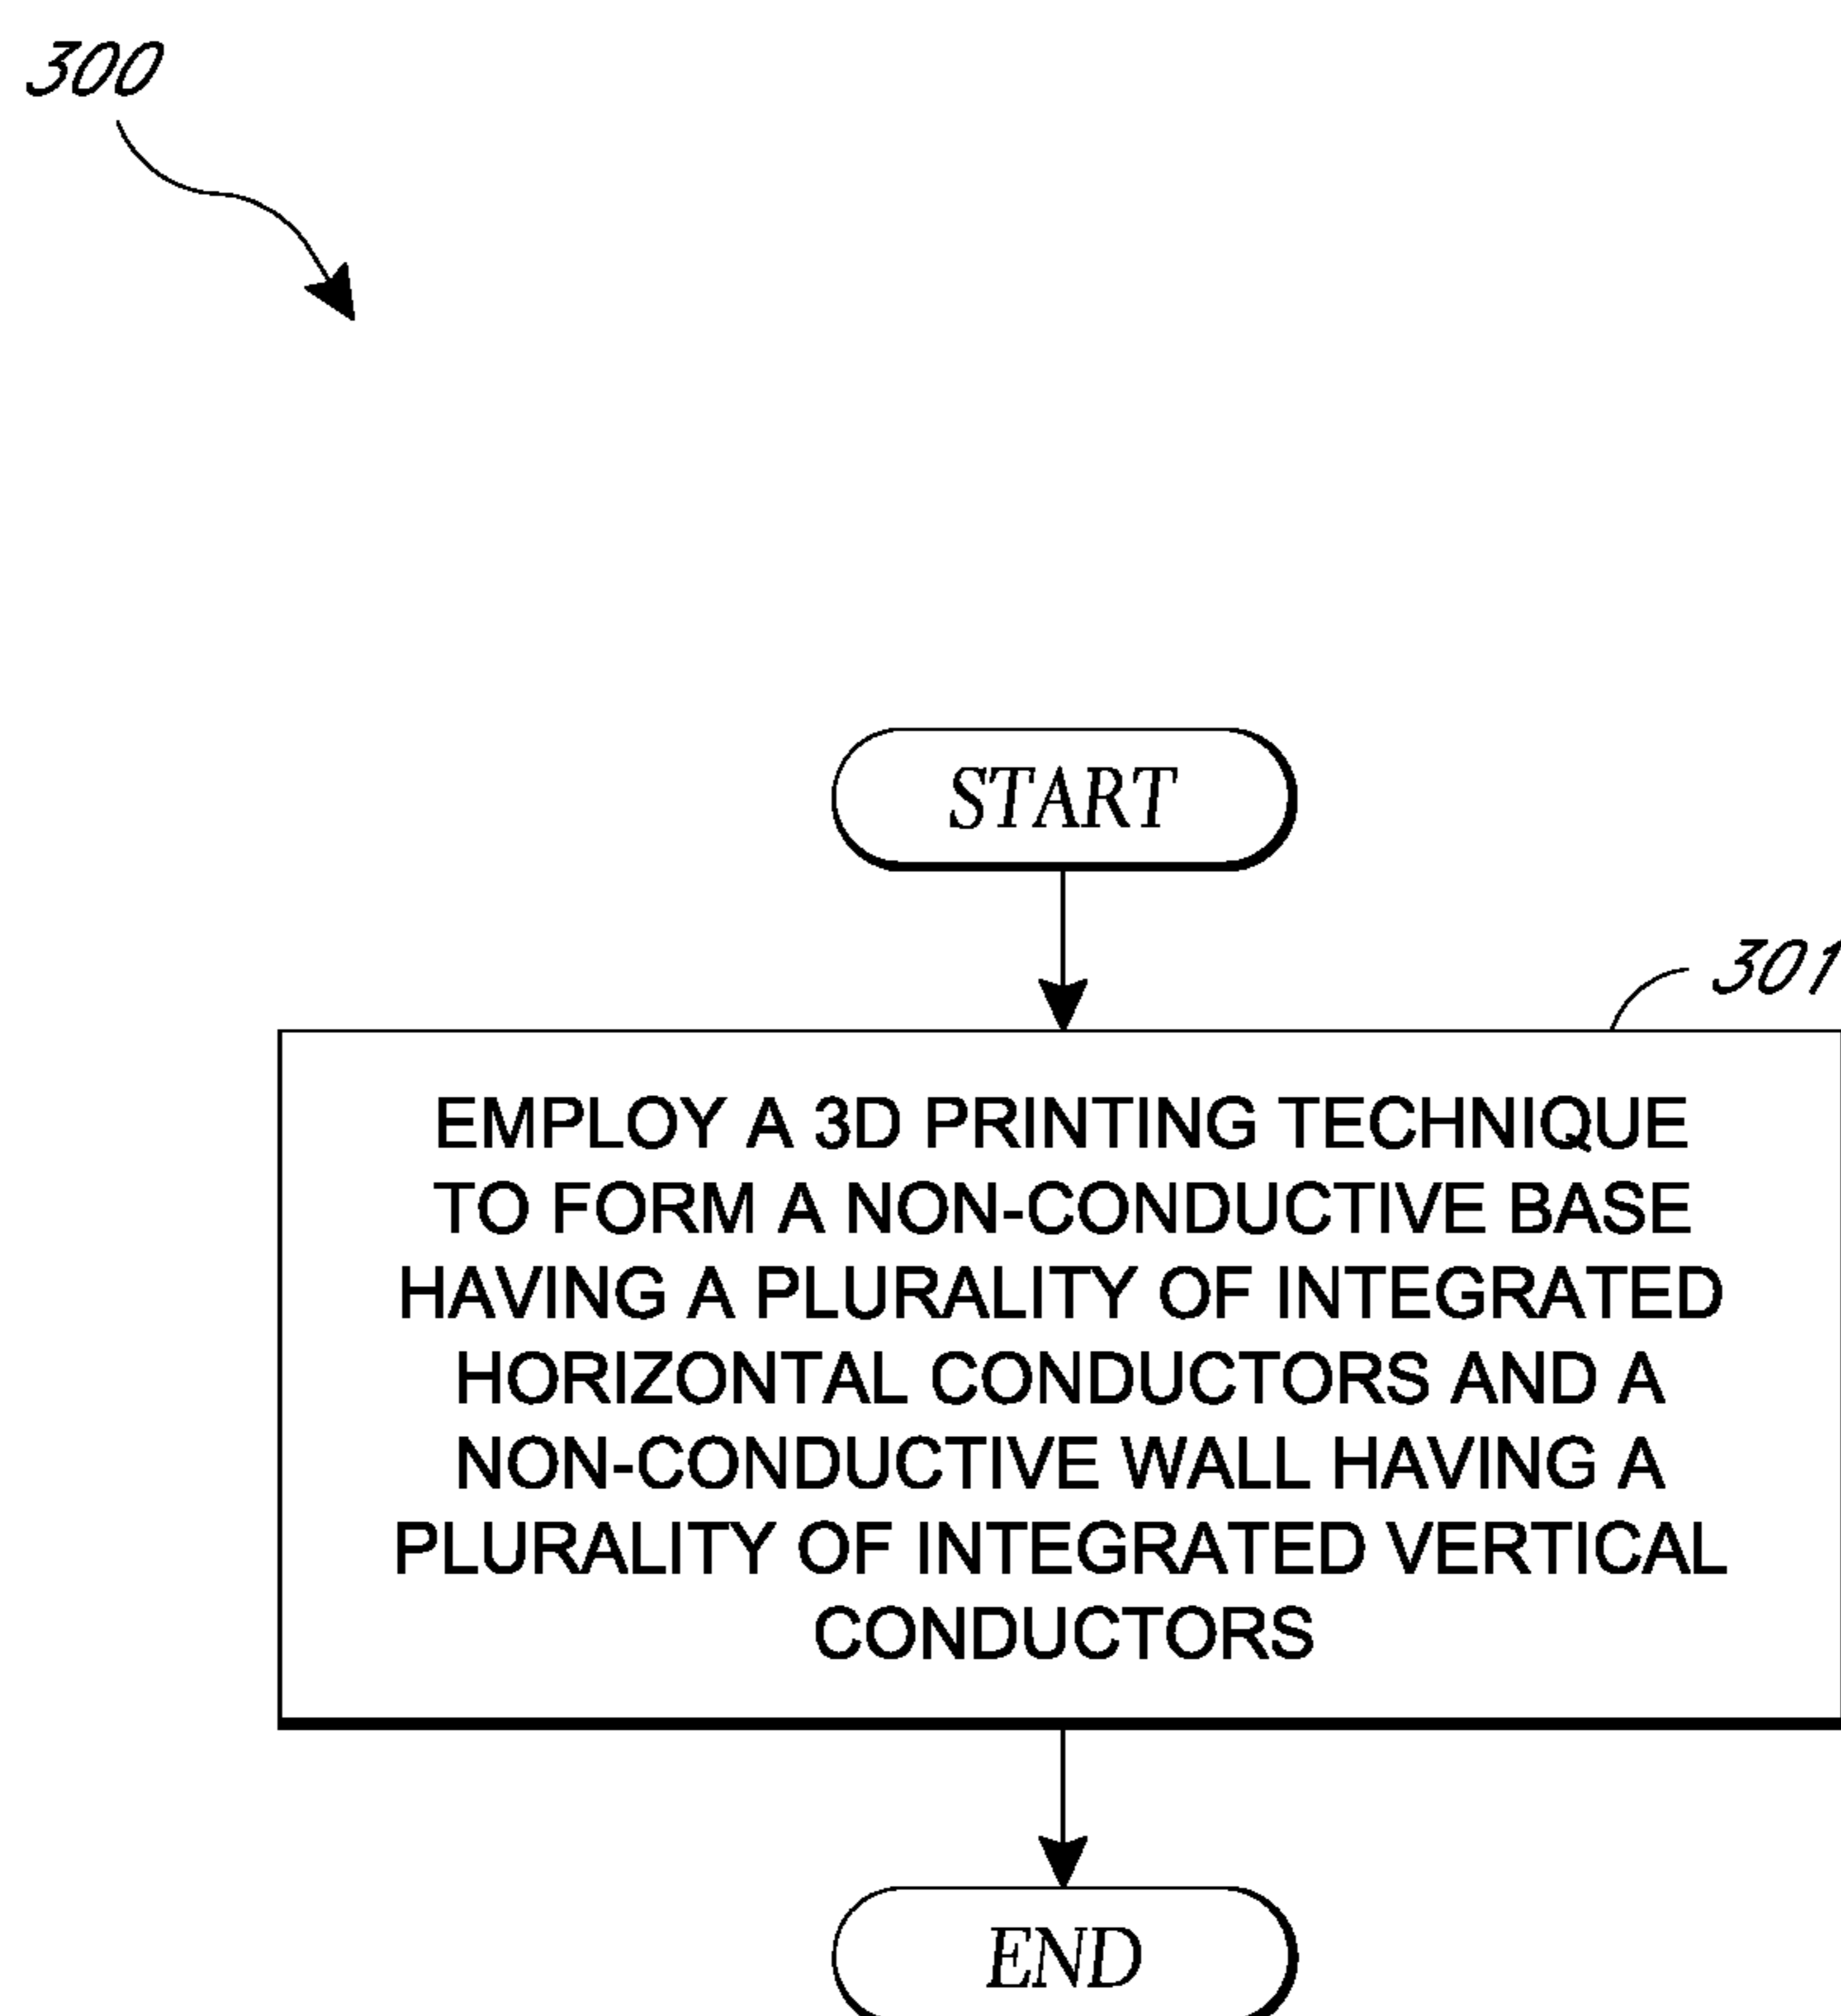 300
START
301
EMPLOY A 3D PRINTING TECHNIQUE
TO FORM A NON-CONDUCTIVE BASE
HAVING A PLURALITY OF INTEGRATED
HORIZONTAL CONDUCTORS AND A
NON-CONDUCTIVE WALL HAVING A
PLURALITY OF INTEGRATED VERTICAL
CONDUCTORS
END